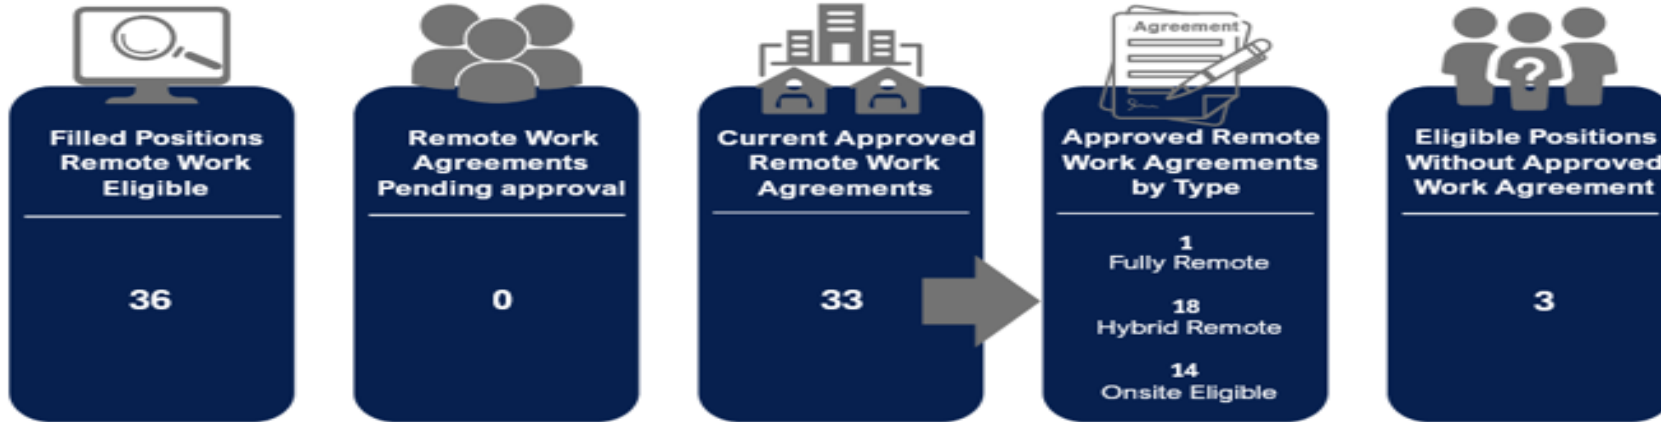 Filled Positions
Remote Work
Eligible
36
Remote Work
Agreements
Pending approval
0
Current Approved
Remote Work
Agreements
33
Agreement
Approved Remote
Work Agreements
by Type
1
Fully Remote
18
Hybrid Remote
14
Onsite Eligible
?
Eligible Positions
Without Approved
Work Agreement
3